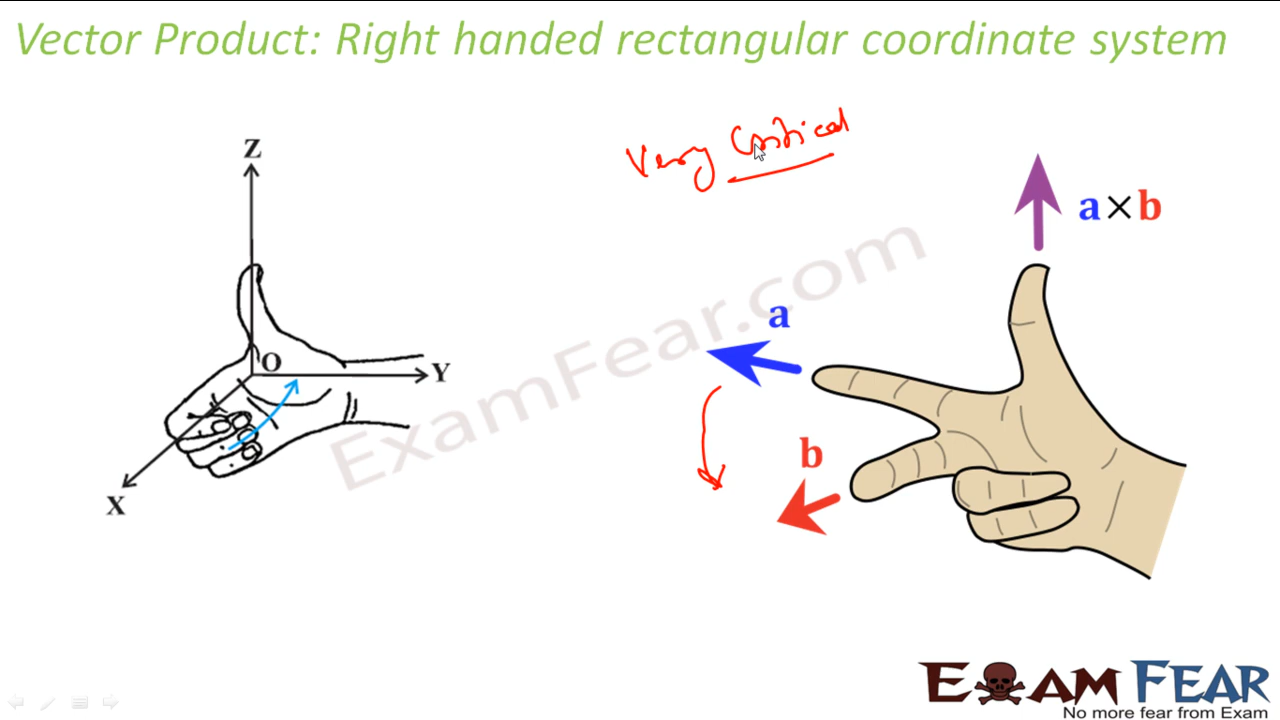 Vector Product: Right handed rectangular coordinate system
Very Critical
Z
O
Y
X
a×b
a
b
ExamFear.com
EXAM FEAR
No more fear from Exam